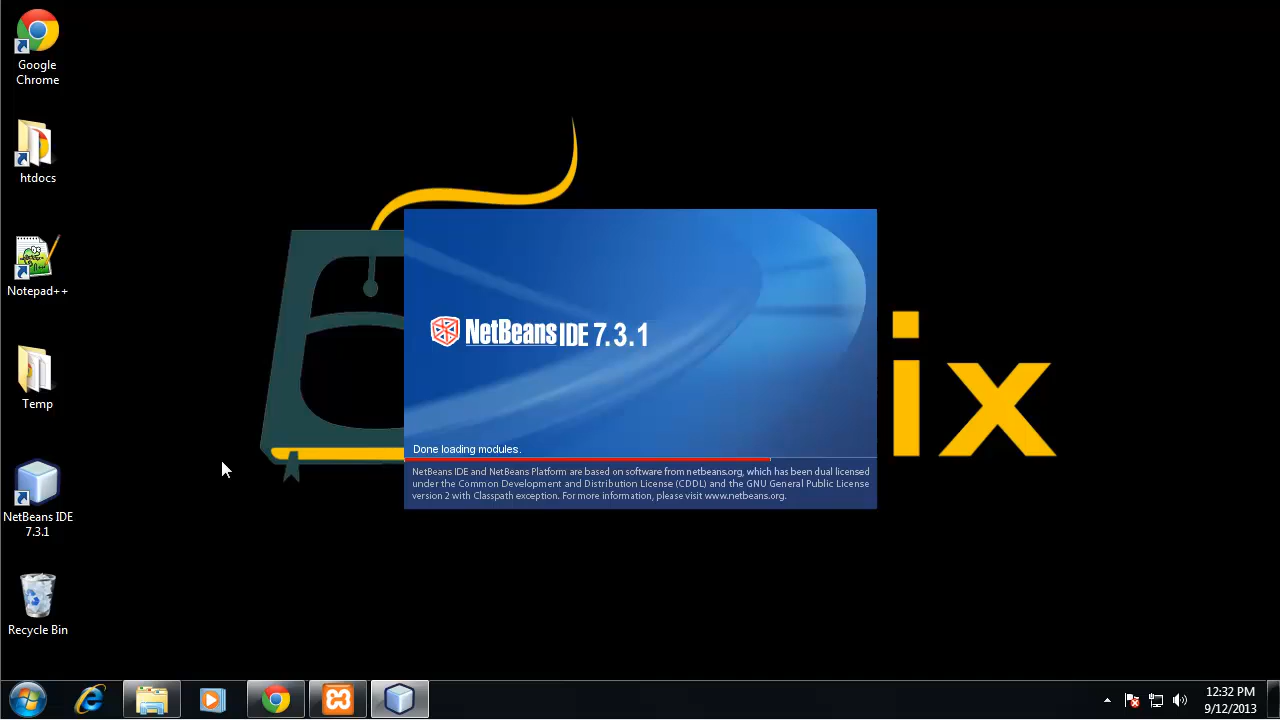 Google
Chrome
htdocs
Notepad++
Temp
NetBeans IDE
7.3.1
Recycle Bin
NetBeans IDE 7.3.1
Done loading modules.
NetBeans IDE and NetBeans Platform are based on software from netbeans.org, which has been dual licensed
under the Common Development and Distribution License (CDDL) and the GNU General Public License
version 2 with Classpath exception. For more information, please visit www.netbeans.org.
ix
12:32 PM
9/12/2013